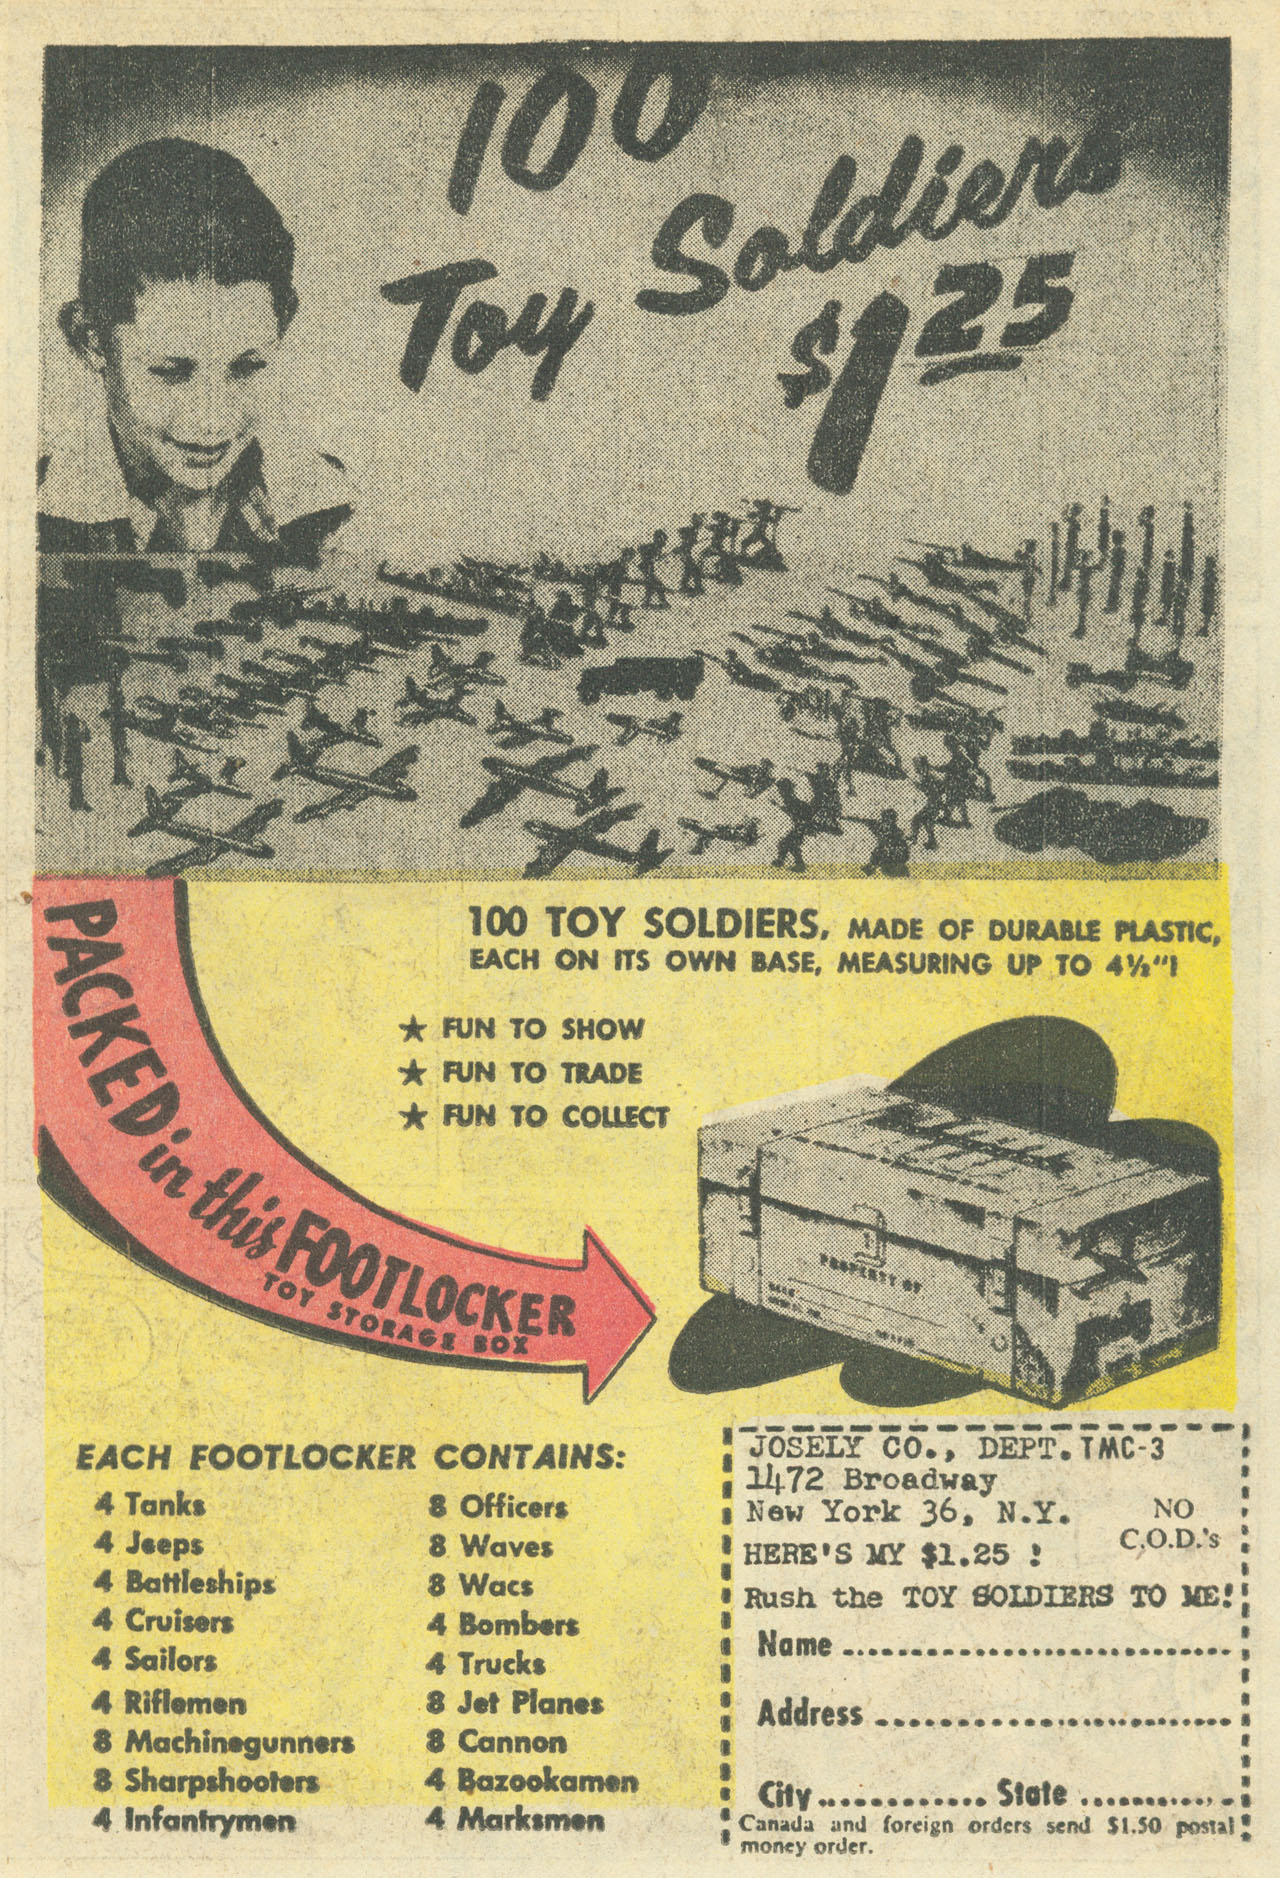 100
Toy Soldiers
$1.25
100 TOY SOLDIERS, MADE OF DURABLE PLASTIC,
EACH ON ITS OWN BASE, MEASURING UP TO 4½"!
★ FUN TO SHOW
★ FUN TO TRADE
★ FUN TO COLLECT
PACKED in this FOOTLOCKER
TOY STORAGE BOX
PROPERTY OF
EACH FOOTLOCKER CONTAINS:
4 Tanks
4 Jeeps
4 Battleships
4 Cruisers
4 Sailors
4 Riflemen
8 Machinegunners
8 Sharpshooters
4 Infantrymen
8 Officers
8 Waves
8 Wacs
4 Bombers
4 Trucks
8 Jet Planes
8 Cannon
4 Bazookamen
4 Marksmen
JOSELY CO., DEPT. TMC-3
1472 Broadway
New York 36, N.Y.
NO
C.O.D.'s
HERE'S MY $1.25 !
Rush the TOY SOLDIERS TO ME!
Name
Address
City State
Canada and foreign orders send $1.50 postal
money order.